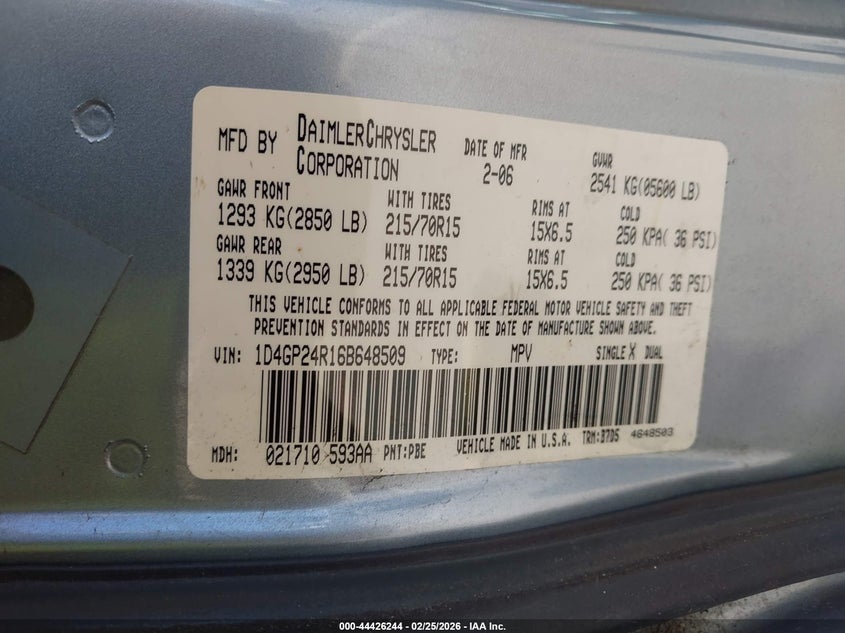 MFD BY DAIMLERCHRYSLER CORPORATION
DATE OF MFR 2-06
GVWR 2541 KG(05600 LB)
GAWR FRONT WITH TIRES RIMS AT COLD
1293 KG(2850 LB) 215/70R15 15X6.5 250 KPA( 36 PSI)
GAWR REAR WITH TIRES RIMS AT COLD
1339 KG(2950 LB) 215/70R15 15X6.5 250 KPA( 36 PSI)
THIS VEHICLE CONFORMS TO ALL APPLICABLE FEDERAL MOTOR VEHICLE SAFETY AND THEFT
PREVENTION STANDARDS IN EFFECT ON THE DATE OF MANUFACTURE SHOWN ABOVE.
VIN: 1D4GP24R16B648509 TYPE: MPV SINGLE X DUAL
MDH: 021710 593AA PNT:PBE VEHICLE MADE IN U.S.A. TRM:B7D5 4648503
000-44426244 / 02/25/2026 - IAA Inc.